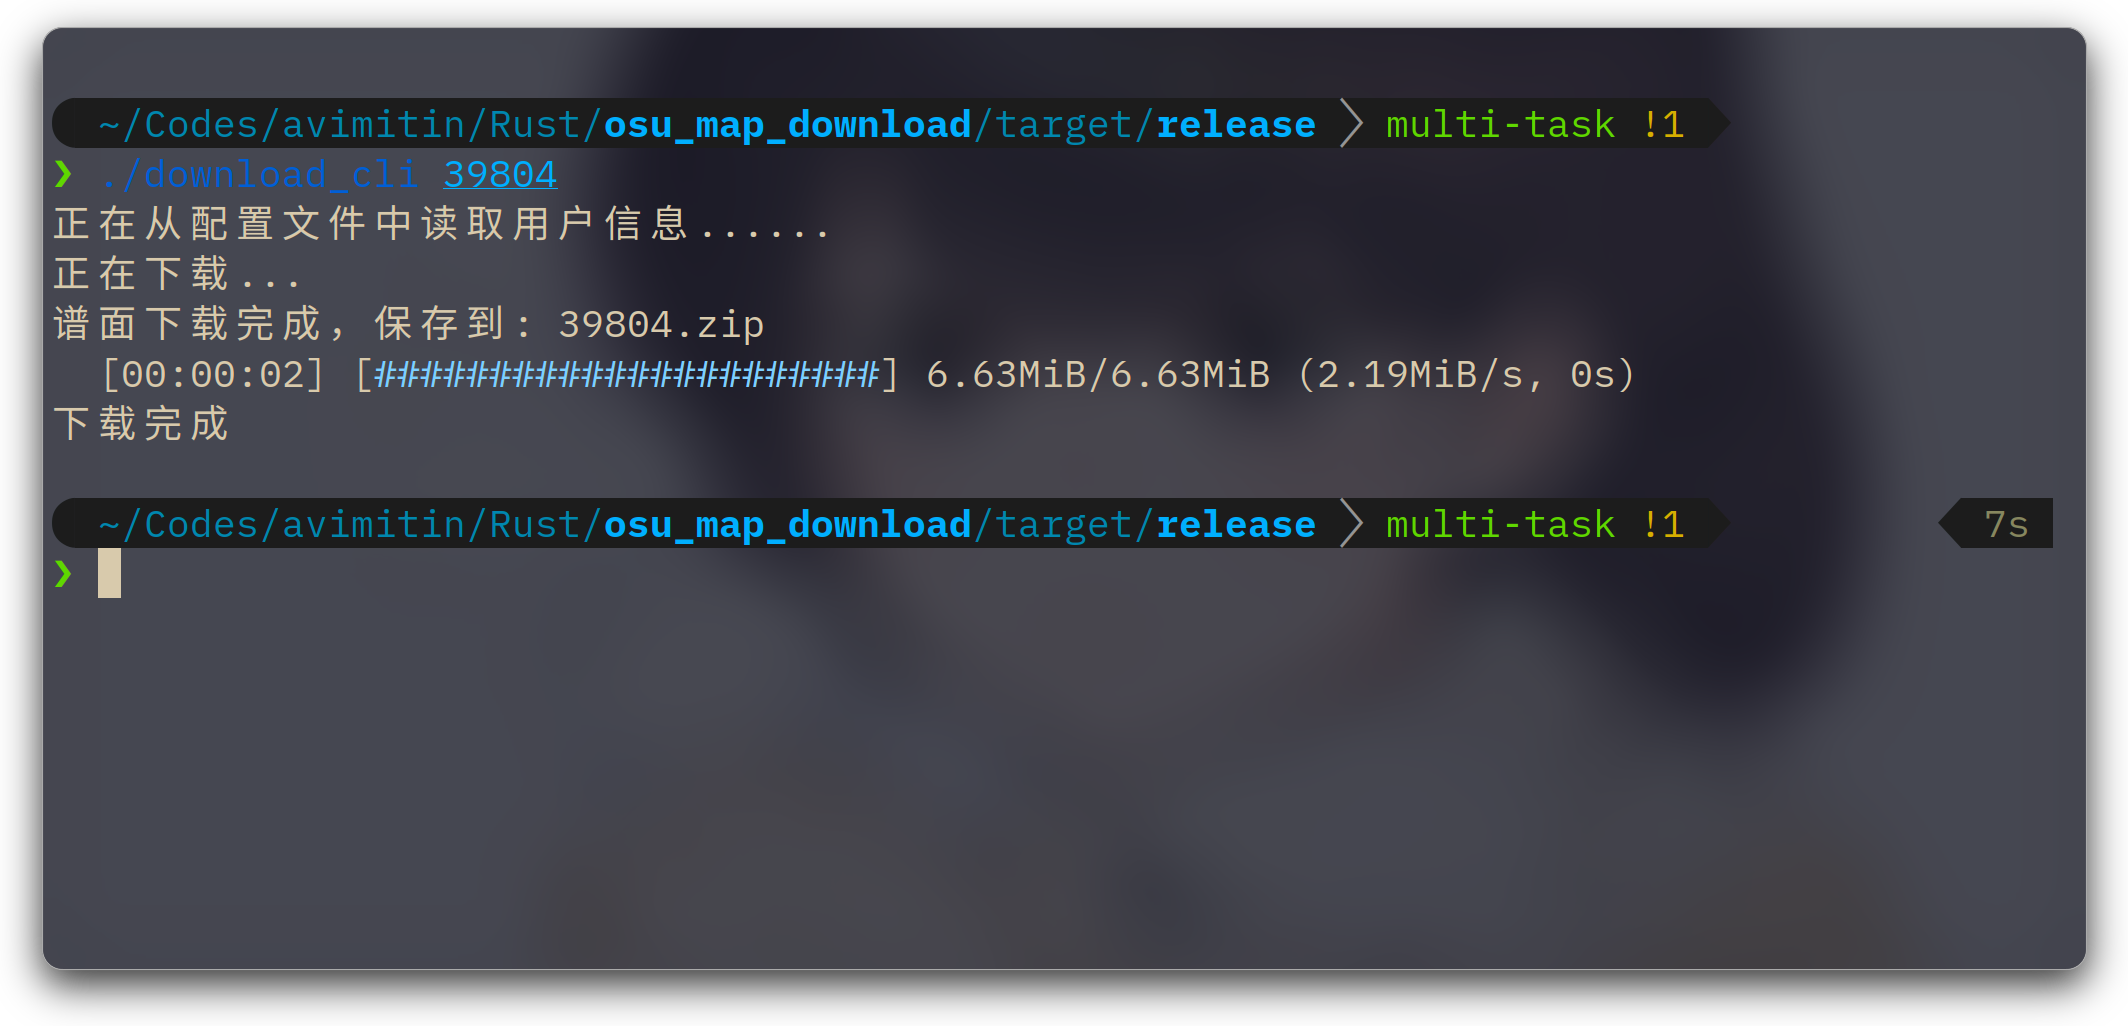 ~/Codes/avimitin/Rust/osu_map_download/target/release  multi-task !1
❯ ./download_cli 39804
正在从配置文件中读取用户信息......
正在下载...
谱面下载完成，保存到: 39804.zip
[00:00:02] [######################] 6.63MiB/6.63MiB (2.19MiB/s, 0s)
下载完成
~/Codes/avimitin/Rust/osu_map_download/target/release  multi-task !1  7s
❯